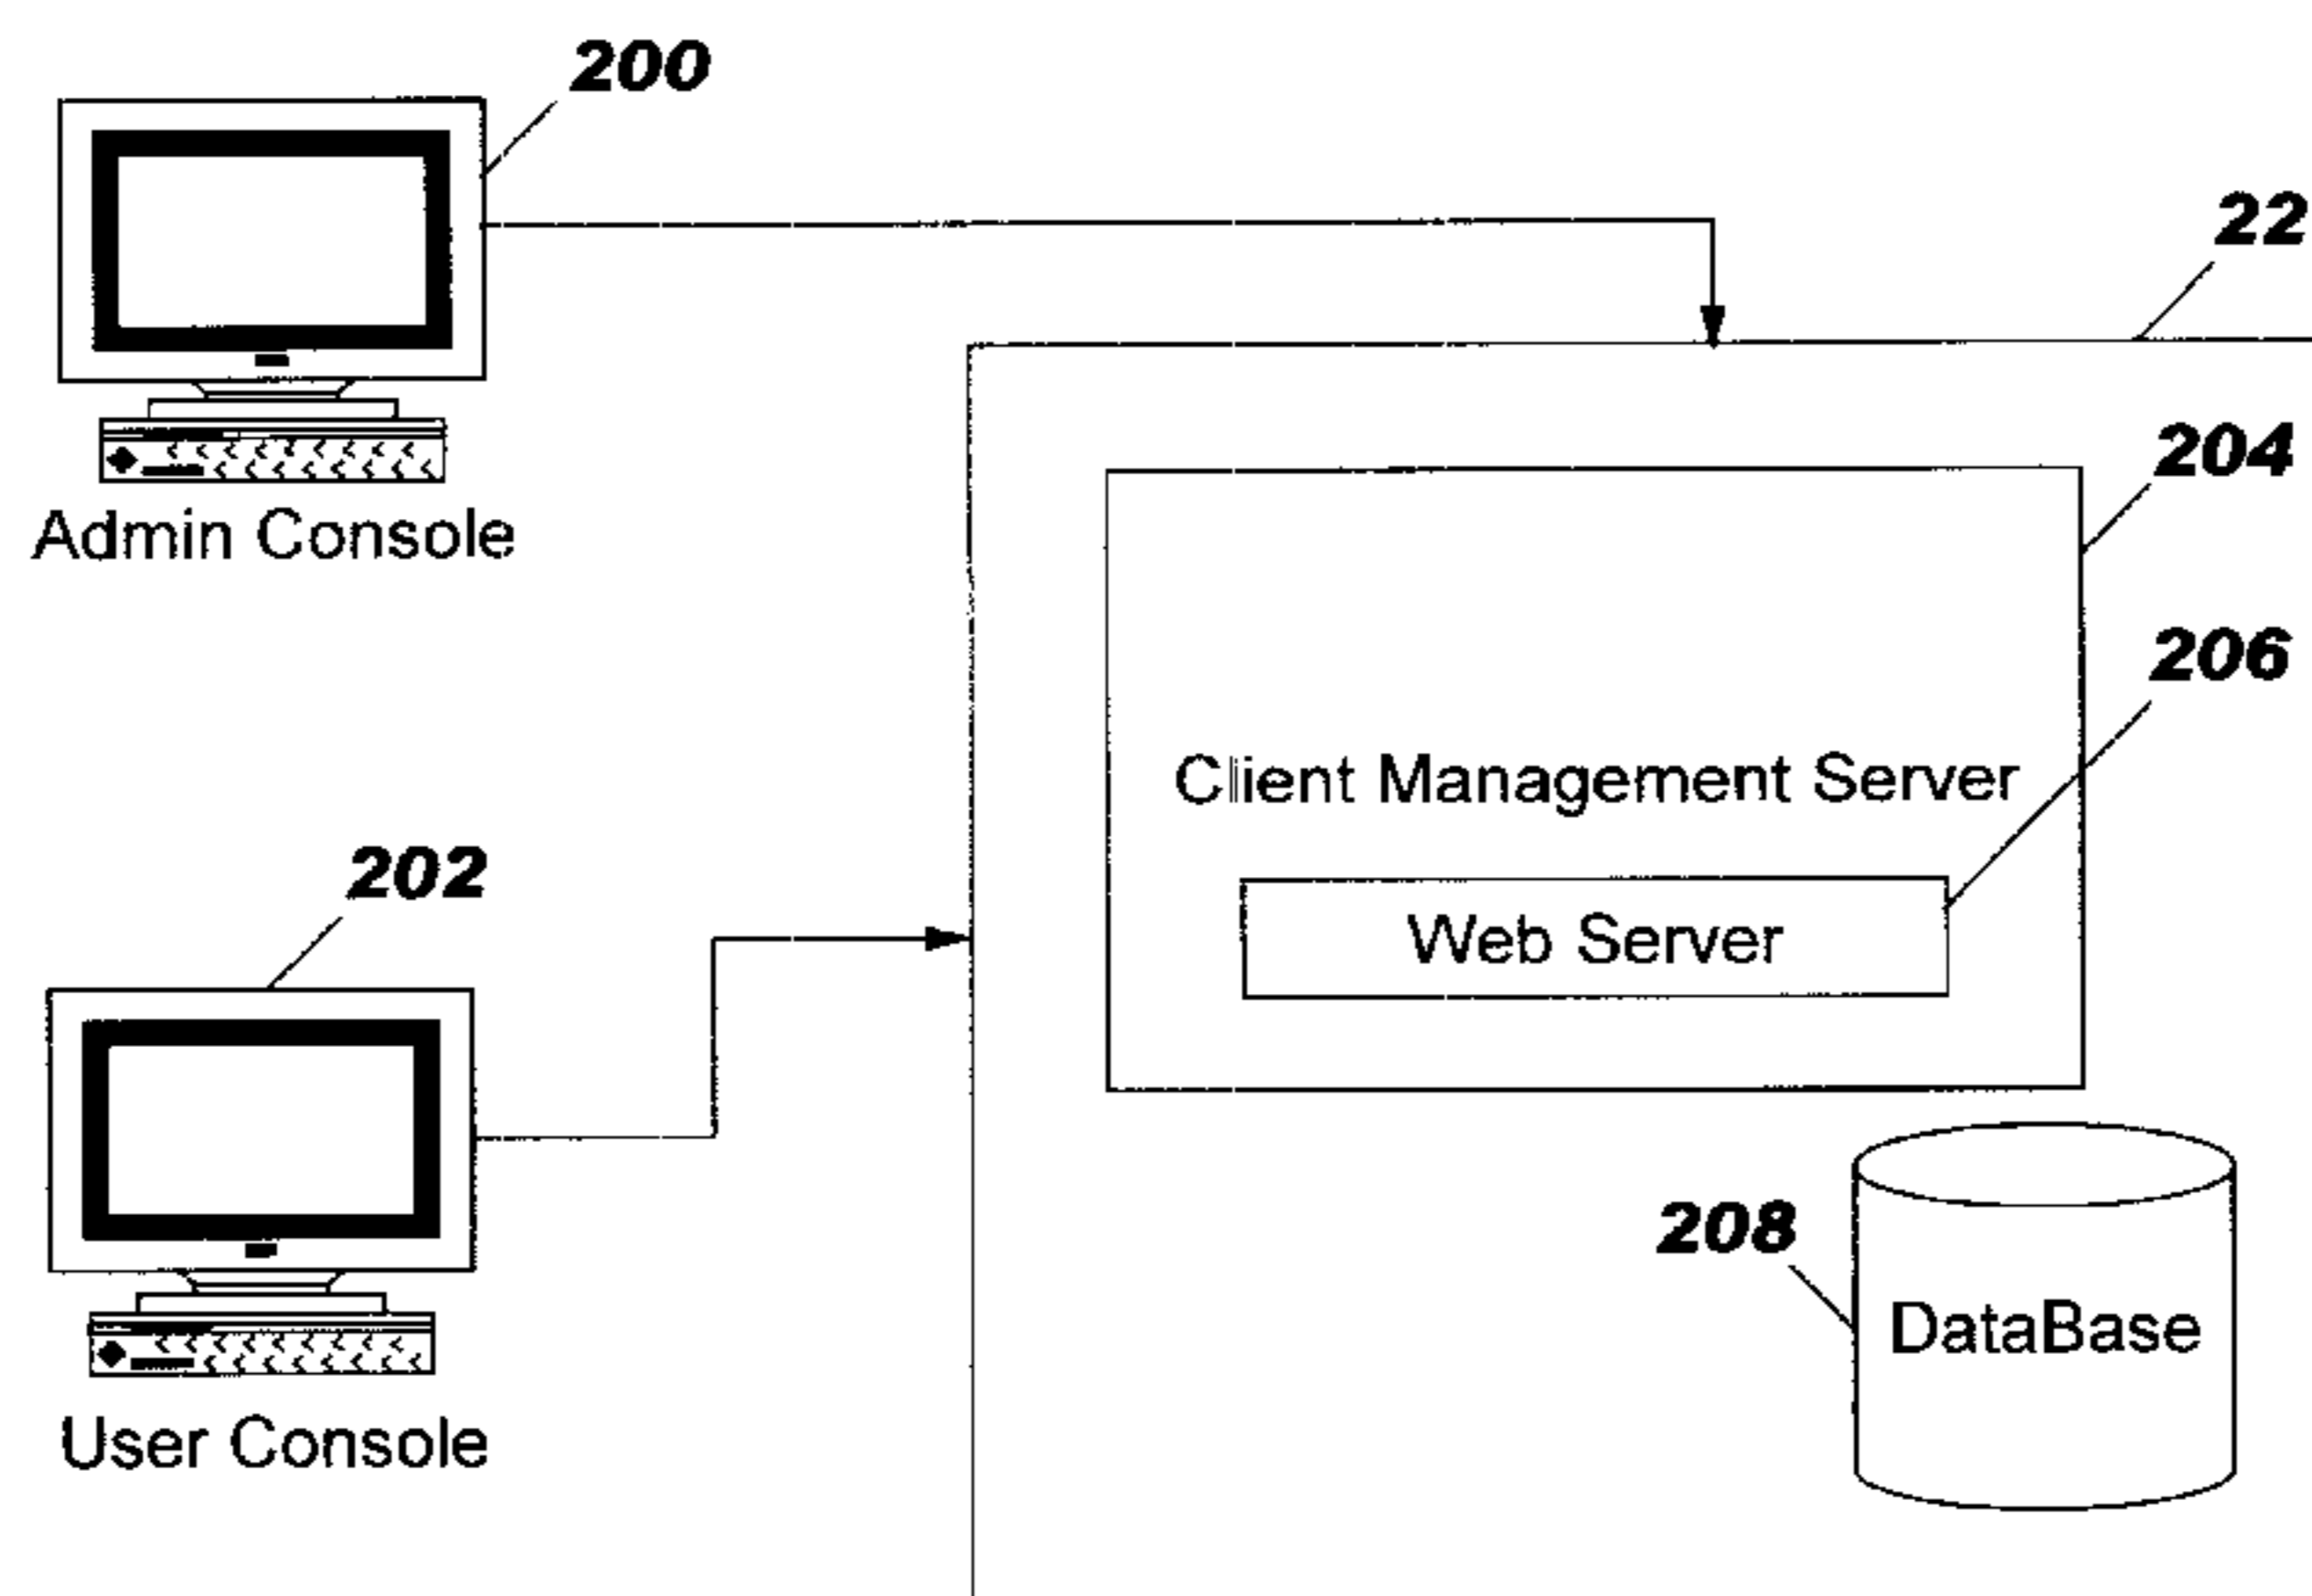 200
22
204
Admin Console
206
Client Management Server
202
Web Server
208
DataBase
User Console